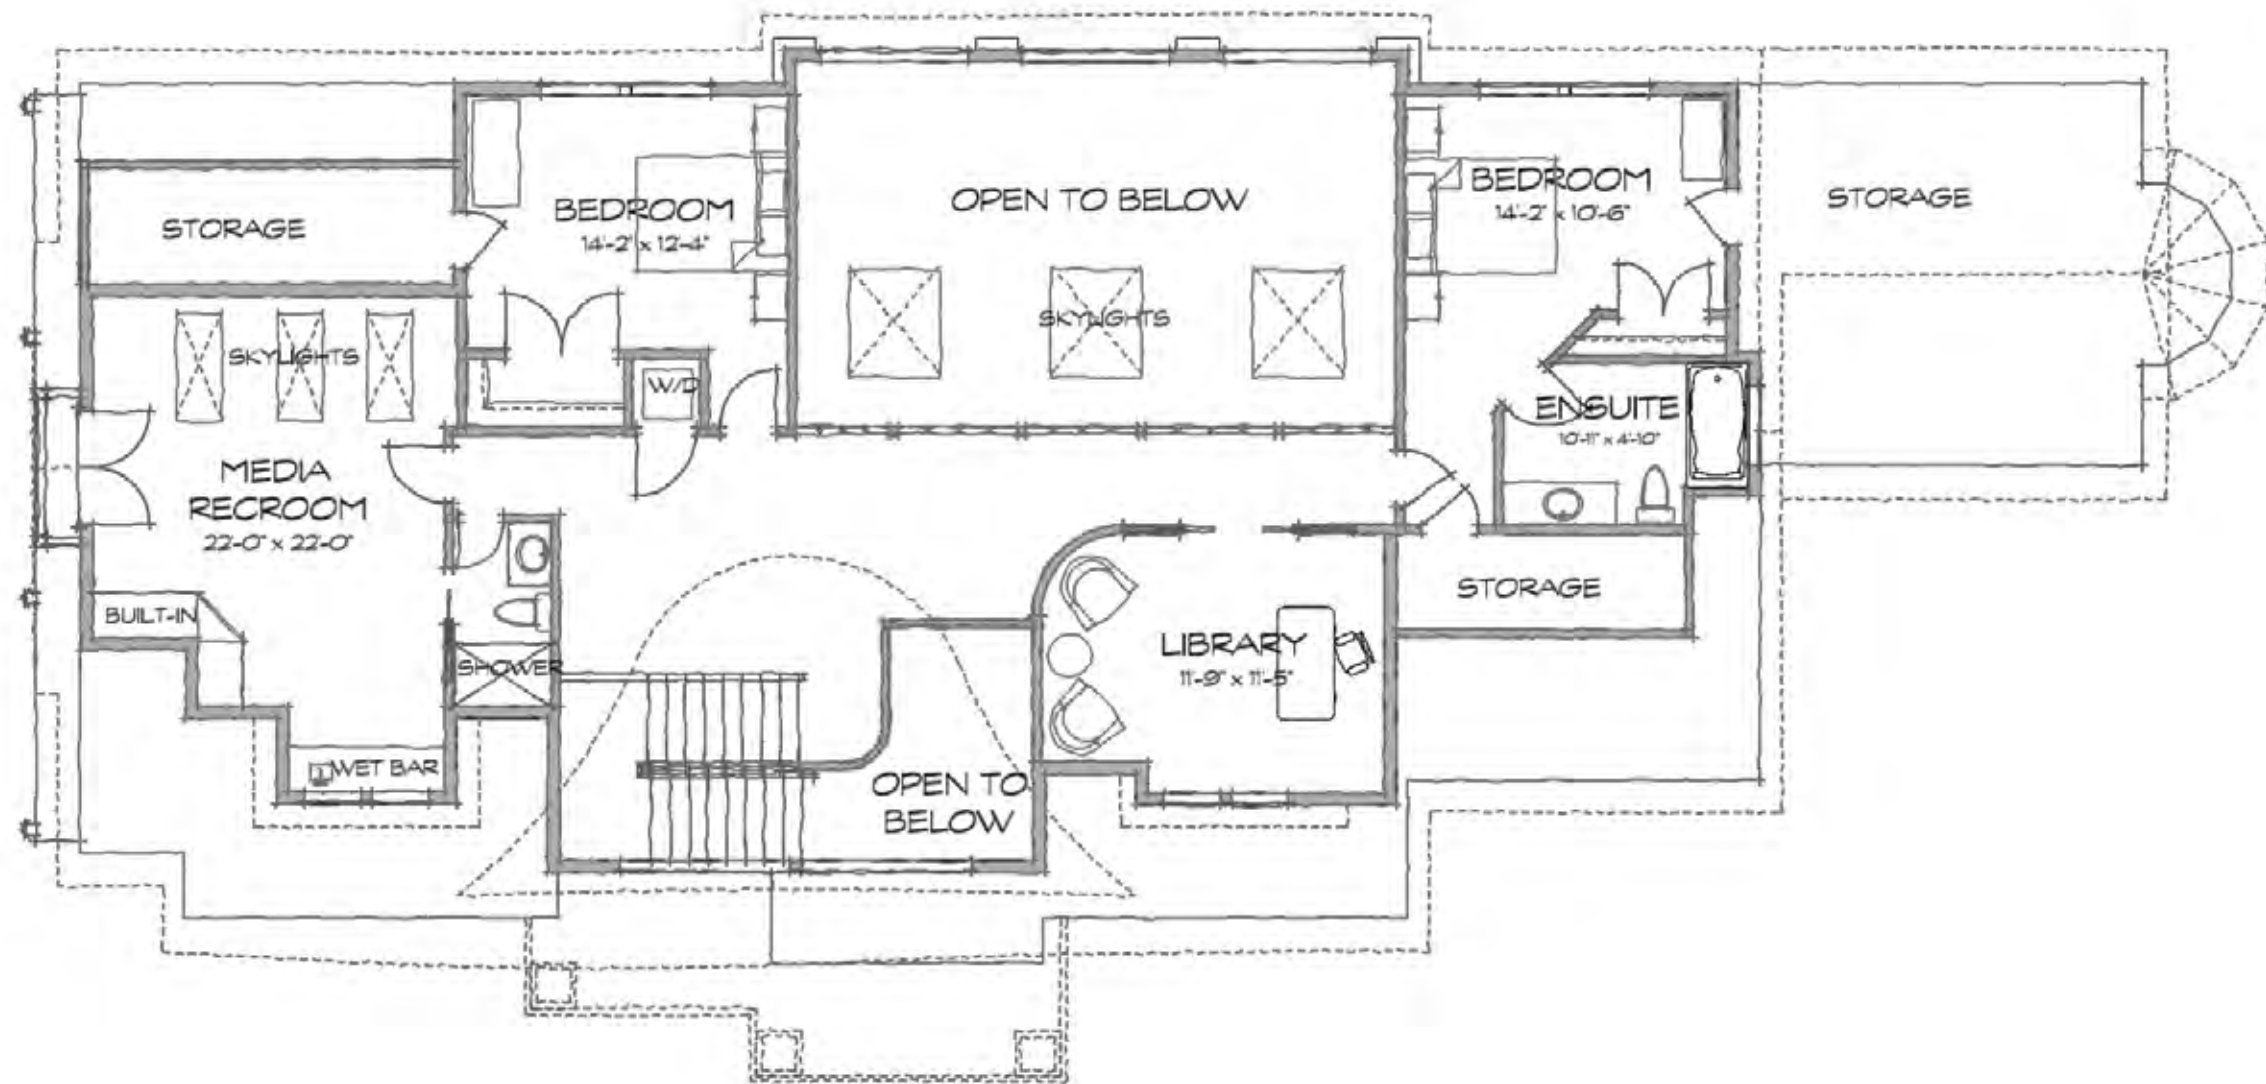 STORAGE
BEDROOM
14'-2" x 12'-4"
OPEN TO BELOW
SKYLIGHTS
BEDROOM
14'-2" x 10'-6"
STORAGE
SKYLIGHTS
W/D
ENSUITE
10'-11" x 4'-10"
MEDIA
RECROOM
22'-0" x 22'-0"
BUILT-IN
SHOWER
WET BAR
OPEN TO
BELOW
LIBRARY
11'-9" x 11'-5"
STORAGE